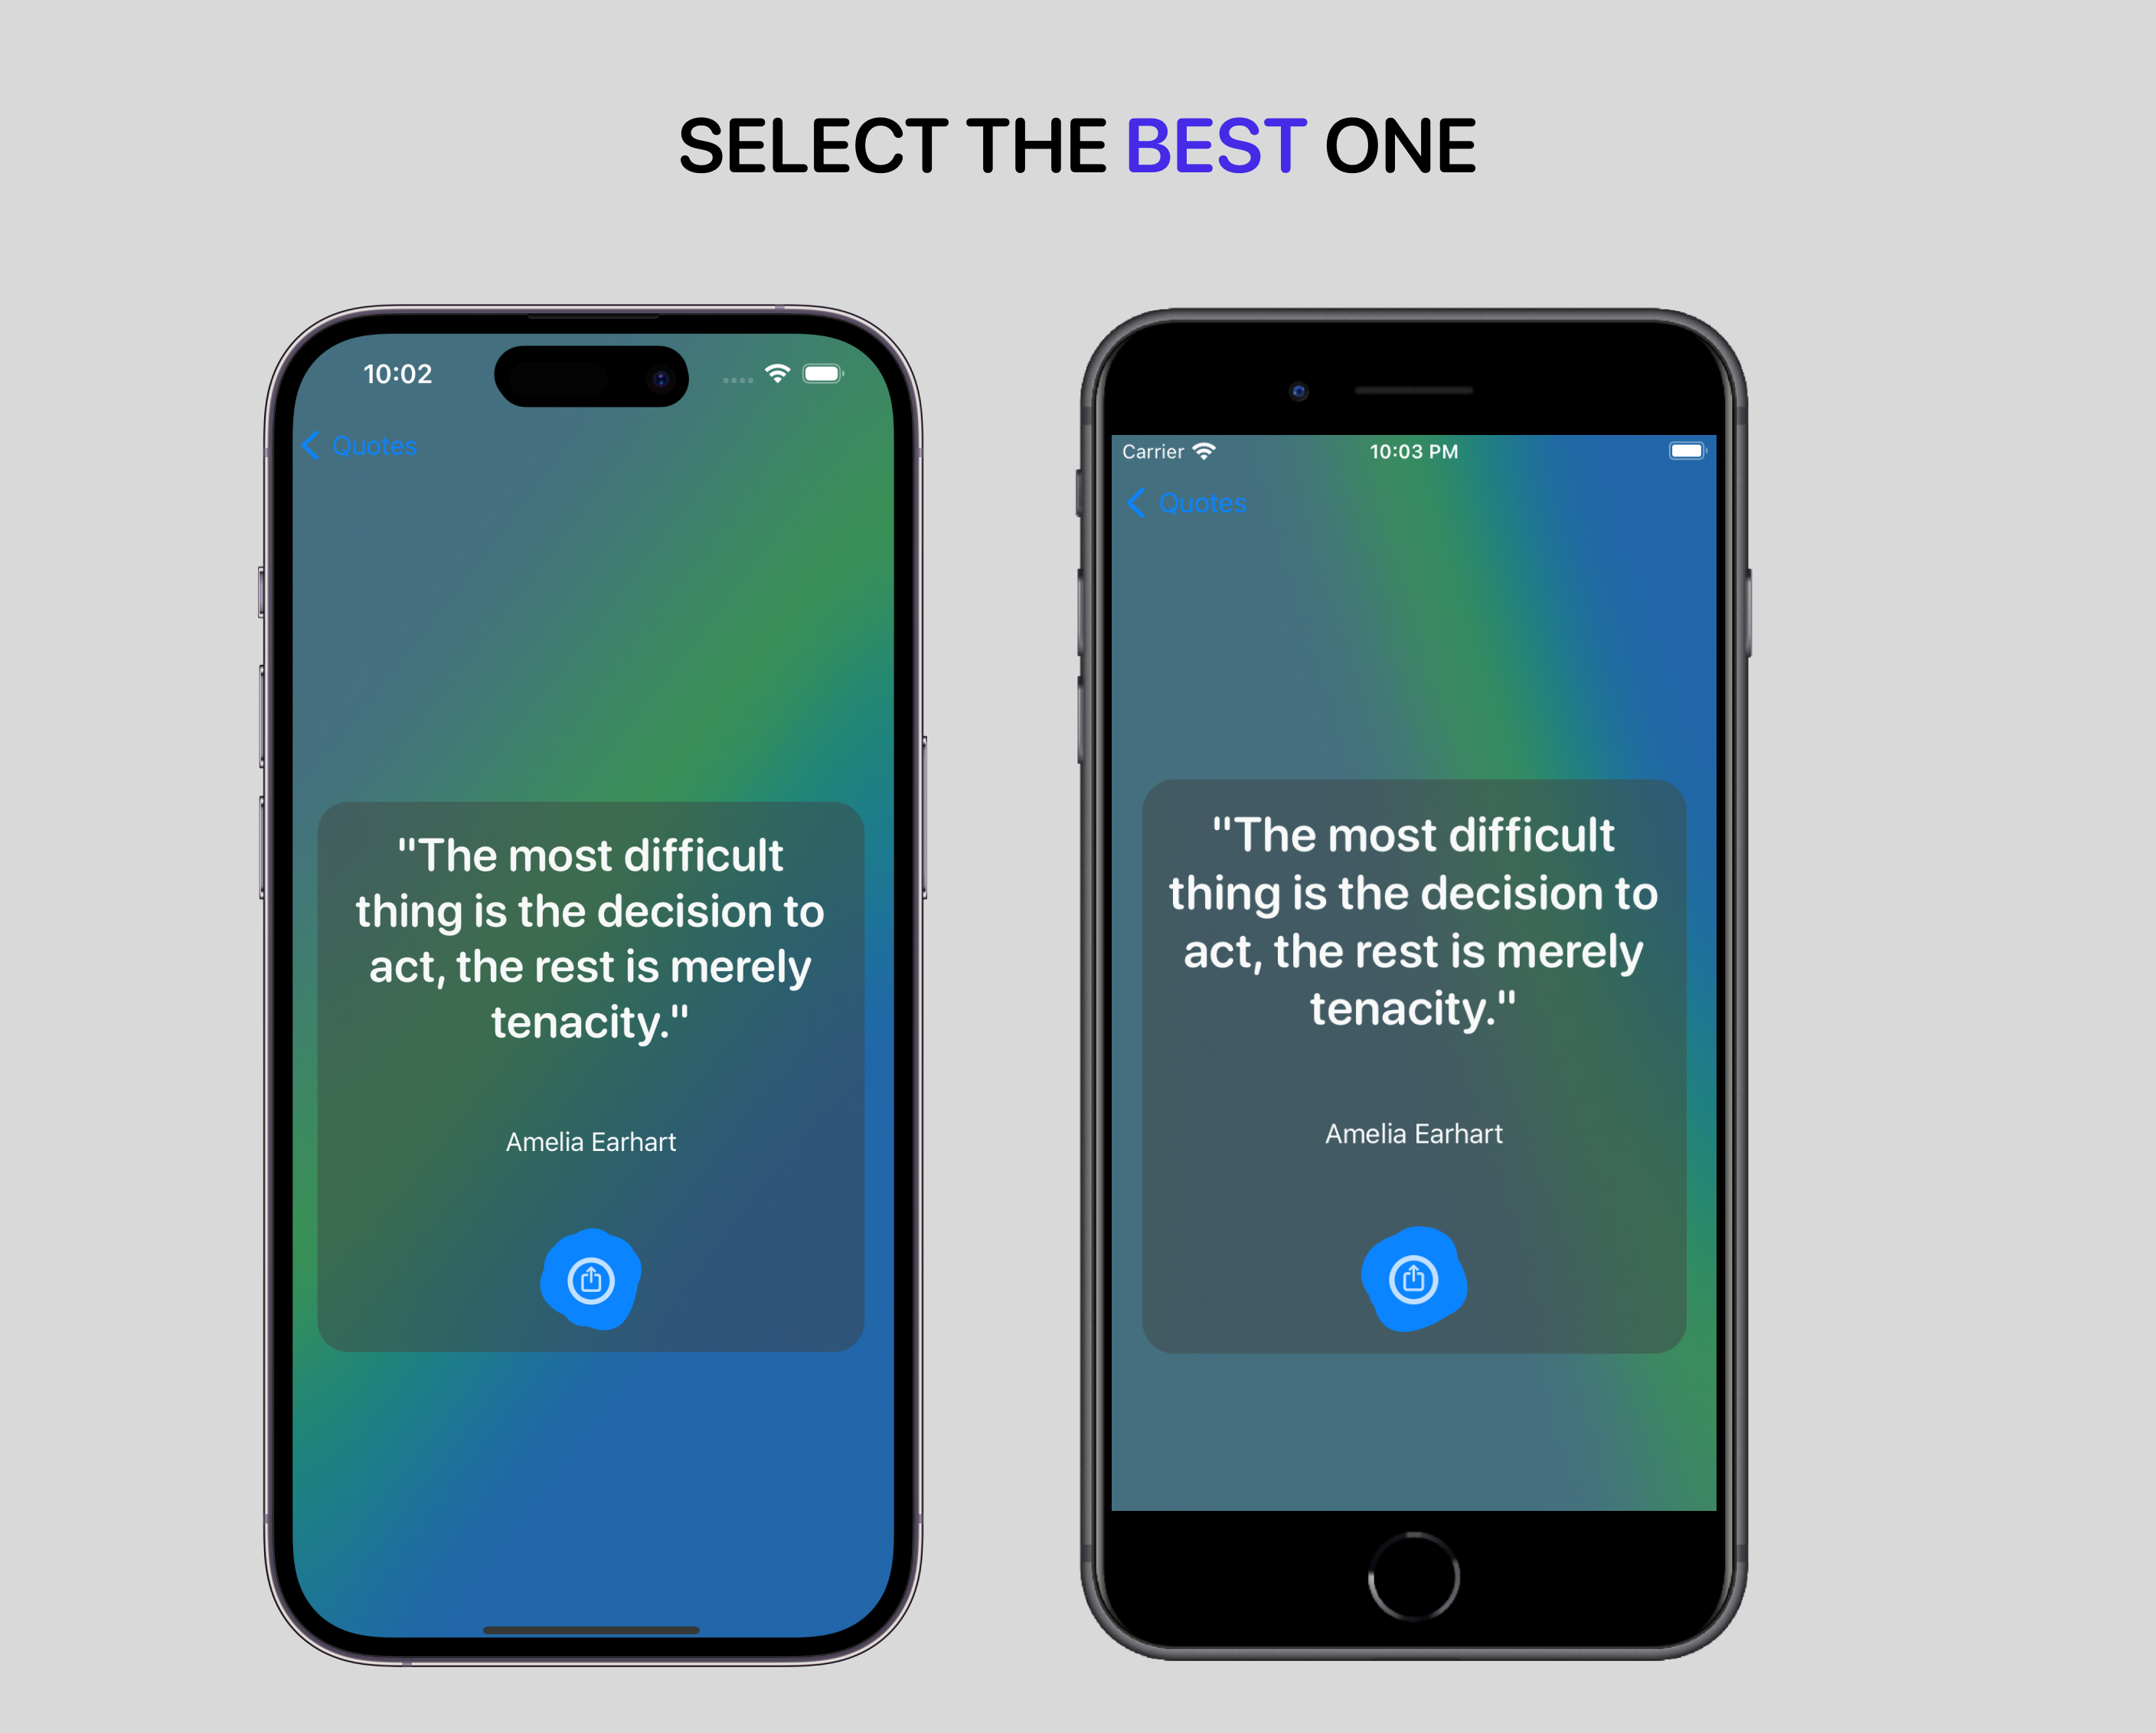 SELECT THE BEST ONE
10:02
Quotes
"The most difficult
thing is the decision to
act, the rest is merely
tenacity."
Amelia Earhart
Carrier 10:03 PM
Quotes
"The most difficult
thing is the decision to
act, the rest is merely
tenacity."
Amelia Earhart